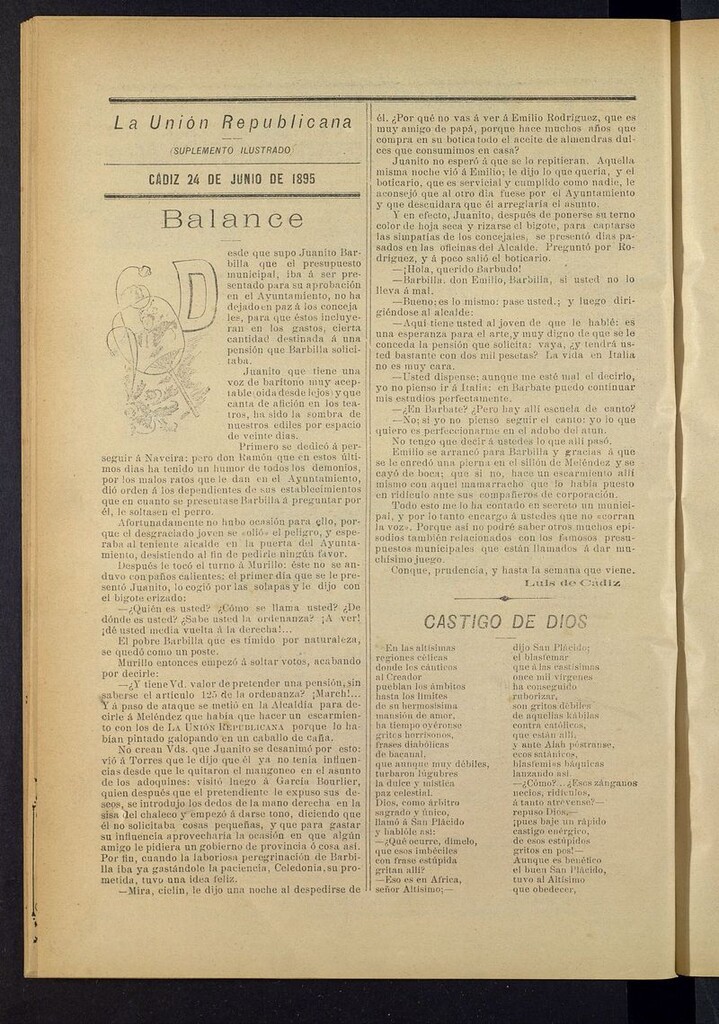 La Unión Republicana
(SUPLEMENTO ILUSTRADO)
CÁDIZ 24 DE JUNIO DE 1895
Balance
Desde que supo Juanito Bar-
billa que el presupuesto
municipal, iba á ser pre-
sentado para su aprobación
en el Ayuntamiento, no ha
dejado en paz á los conceja
les, para que éstos incluye-
ran en los gastos, cierta
cantidad destinada á una
pensión que Barbilla solici-
taba.
Juanito que tiene una
voz de barítono muy acep-
table (oida desde lejos) y que
canta de afición en los tea-
tros, ha sido la sombra de
nuestros ediles por espacio
de veinte dias.
Primero se dedicó á per-
seguir á Naveira: pero don Ramón que en estos últi-
mos dias ha tenido un humor de todos los demonios,
por los malos ratos que le dan en el Ayuntamiento,
dió orden á los dependientes de sus establecimientos
que en cuanto se presentase Barbilla á preguntar por
él, le soltasen el perro.
Afortunadamente no hubo ocasión para ello, por-
que el desgraciado joven se «olió» el peligro, y espe-
raba al teniente alcalde en la puerta del Ayunta-
miento, desistiendo al fin de pedirle ningún favor.
Después le tocó el turno á Murillo: éste no se an-
duvo con paños calientes: el primer día que se le pre-
sentó Juanito, lo cogió por las solapas y le dijo con
el bigote erizado:
—¿Quién es usted? ¿Cómo se llama usted? ¿De
dónde es usted? ¿Sabe usted la ordenanza? ¡A ver!
¡dé usted media vuelta á la derecha!...
El pobre Barbilla que es tímido por naturaleza,
se quedó como un poste.
Murillo entonces empezó á soltar votos, acabando
por decirle:
—¿Y tiene Vd. valor de pretender una pensión, sin
saberse el artículo 125 de la ordenanza? ¡March!...
Y á paso de ataque se metió en la Alcaldía para de-
cirle á Meléndez que había que hacer un escarmien-
to con los de LA UNIÓN REPUBLICANA porque lo ha-
bían pintado galopando en un caballo de caña.
No crean Vds. que Juanito se desanimó por esto:
vió á Torres que le dijo que él ya no tenía influen-
cias desde que le quitaron el mangoneo en el asunto
de los adoquines: visitó luego á García Bourlier,
quien después que el pretendiente le expuso sus de-
seos, se introdujo los dedos de la mano derecha en la
sisa del chaleco y empezó á darse tono, diciendo que
él no solicitaba cosas pequeñas, y que para gastar
su influencia aprovecharía la ocasión en que algún
amigo le pidiera un gobierno de provincia ó cosa así.
Por fin, cuando la laboriosa peregrinación de Barbi-
lla iba ya gastándole la paciencia, Celedonia, su pro-
metida, tuvo una idea feliz.
—Mira, cielín, le dijo una noche al despedirse de
él. ¿Por qué no vas á ver á Emilio Rodríguez, que es
muy amigo de papá, porque hace muchos años que
compra en su botica todo el aceite de almendras dul-
ces que consumimos en casa?
Juanito no esperó á que se lo repitieran. Aquella
misma noche vió á Emilio; le dijo lo que quería, y el
boticario, que es servicial y cumplido como nadie, le
aconsejó que al otro dia fuese por el Ayuntamiento
y que descuidara que él arreglaría el asunto.
Y en efecto, Juanito, después de ponerse su terno
color de hoja seca y rizarse el bigote, para captarse
las simpatías de los concejales, se presentó días pa-
sados en las oficinas del Alcalde. Preguntó por Ro-
dríguez, y á poco salió el boticario.
—¡Hola, querido Barbudo!
—Barbilla, don Emilio, Barbilla, si usted no lo
lleva á mal.
—Bueno; es lo mismo: pase usted.; y luego diri-
giéndose al alcalde:
—Aqui tiene usted al joven de que le hablé: es
una esperanza para el arte, y muy digno de que se le
conceda la pensión que solicita: vaya, ¿y tendrá us-
ted bastante con dos mil pesetas? La vida en Italia
no es muy cara.
—Usted dispense; aunque me esté mal el decirlo,
yo no pienso ir á Italia: en Barbate puedo continuar
mis estudios perfectamente.
—¿En Barbate? ¿Pero hay allí escuela de canto?
—No; si yo no pienso seguir el canto: yo lo que
quiero es perfeccionarme en el adobo del atún.
No tengo que decir á ustedes lo que allí pasó.
Emilio se arrancó para Barbilla y gracias á que
se le enredó una pierna en el sillón de Meléndez y se
cayó de boca; que si no, hace un escarmiento allí
mismo con aquel mamarracho que lo había puesto
en ridículo ante sus compañeros de corporación.
Todo esto me lo ha contado en secreto un munici-
pal, y por lo tanto encargo á ustedes que no «corran
la voz». Porque así no podré saber otros muchos epi-
sodios también relacionados con los famosos presu-
puestos municipales que están llamados á dar mu-
chísimo juego.
Conque, prudencia, y hasta la semana que viene.
Luis de Cádiz
CASTIGO DE DIOS
En las altísimas
regiones célicas
donde los cánticos
al Creador
pueblan los ámbitos
hasta los límites
de su hermosísima
mansión de amor,
ha tiempo oyéronse
gritos horrísonos,
frases diabólicas
de bacanal,
que aunque muy débiles,
turbaron lúgubres
la dulce y mística
paz celestial.
Dios, como árbitro
sagrado y único,
llamó á San Plácido
y hablóle así:
—¿Qué ocurre, dímelo,
que esos imbéciles
con frase estúpida
gritan allí?
—Eso es en Africa,
señor Altísimo;—
dijo San Plácido;
el blasfemar
que á las castísimas
once mil vírgenes
ha conseguido
ruborizar,
son gritos débiles
de aquellas kábilas
contra católicos,
que están allí,
y ante Alah póstranse,
ecos satánicos,
blasfemias báquicas
lanzando así.
—¿Cómo?...¿Esos zánganos
necios, ridículos,
á tanto atrévense?—
repuso Dios,—
¡pues baje un rápido
castigo enérgico,
de esos estúpidos
gritos en pos!—
Aunque es benético
el buen San Plácido,
tuvo al Altísimo
que obedecer,